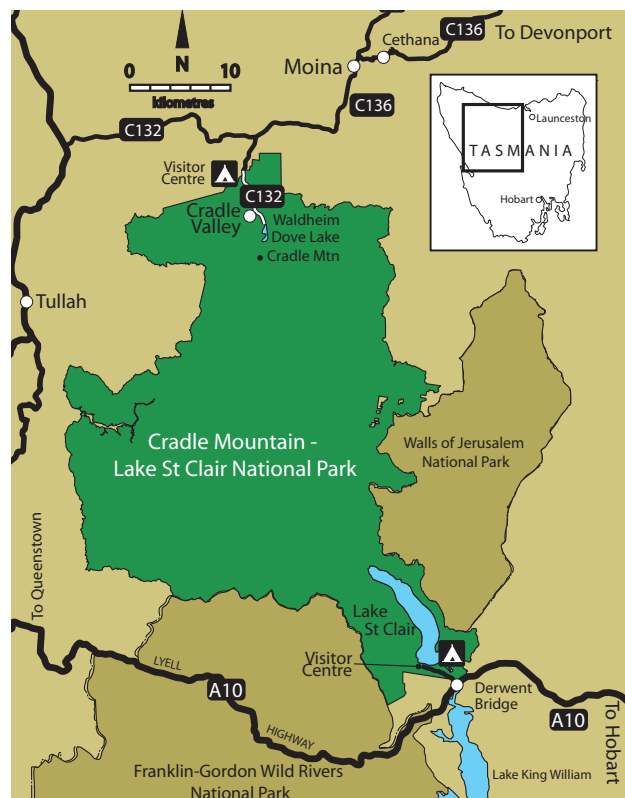 C136
To Devonport
Cethana
Moina
N
0 10
kilometres
C136
C132
Launceston
TASMANIA
Hobart
Visitor
Centre
C132
Cradle
Valley
Waldheim
Dove Lake
Cradle Mtn
Tullah
Cradle Mountain -
Lake St Clair National Park
Walls of Jerusalem
National Park
To Queenstown
Lake
St Clair
Visitor
Centre
LYELL
A10
HIGHWAY
Derwent
Bridge
A10
To Hobart
Franklin-Gordon Wild Rivers
National Park
Lake King William